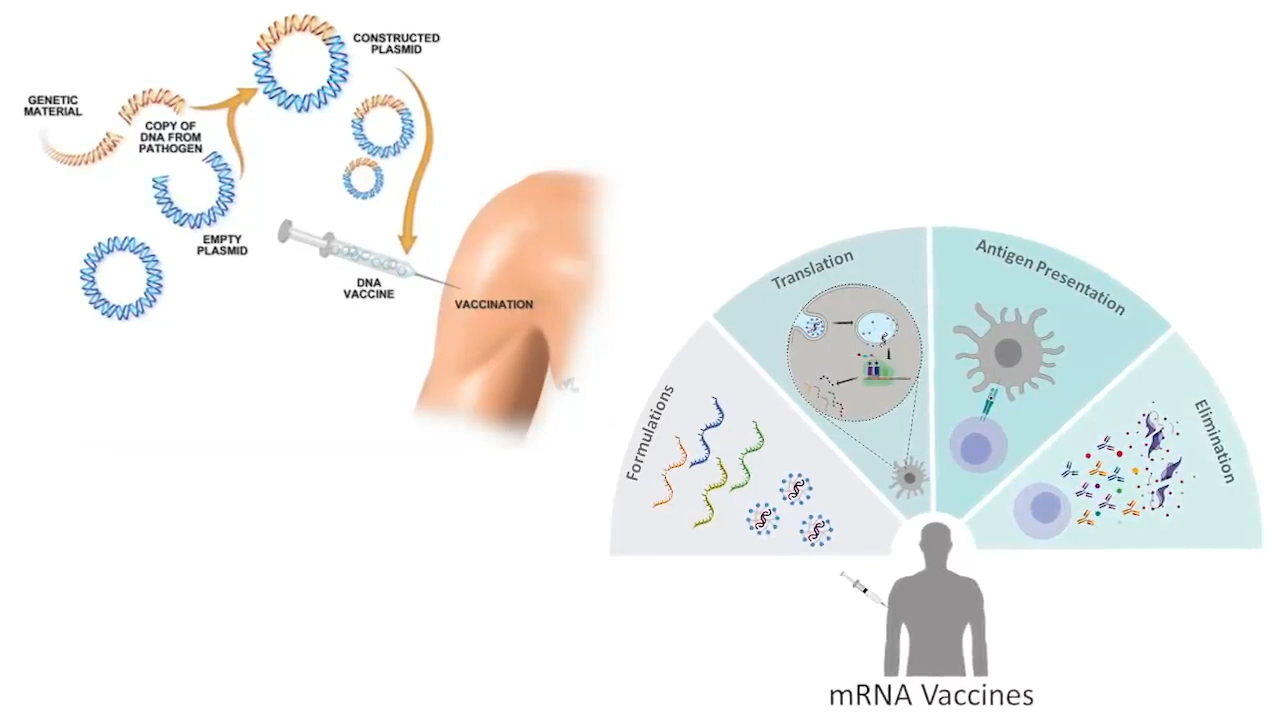 CONSTRUCTED
PLASMID
GENETIC
MATERIAL
COPY OF
DNA FROM
PATHOGEN
EMPTY
PLASMID
DNA
VACCINE
VACCINATION
Formulations
Translation
Antigen Presentation
Elimination
mRNA Vaccines